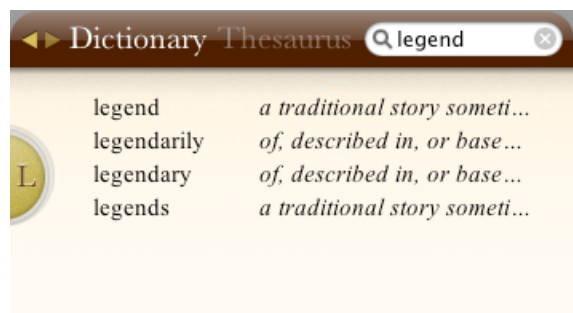 Dictionary Thesaurus legend
legend a traditional story someti...
legendarily of, described in, or base...
legendary of, described in, or base...
legends a traditional story someti...
L